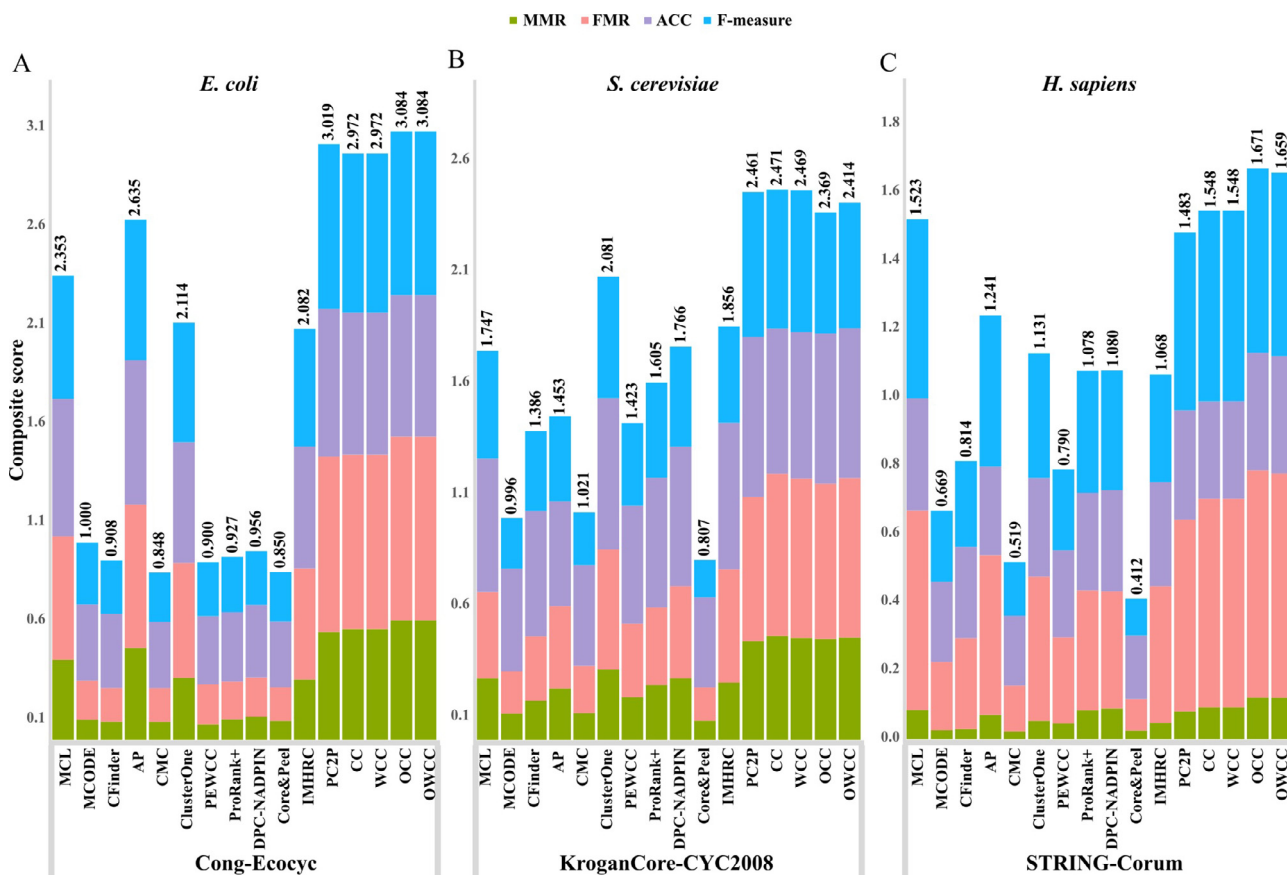 MMR FMR ACC F-measure
A
E. coli
Composite score
3.1
2.6
2.1
1.6
1.1
0.6
0.1
2.353
1.000
0.908
2.635
0.848
2.114
0.900
0.927
0.956
0.850
2.082
3.019
2.972
2.972
3.084
3.084
MCL
MCODE
CFinder
AP
CMC
ClusterOne
PEWCC
ProRank+
DPC-NADPIN
Core&Peel
IMHRC
PC2P
CC
WCC
OCC
OWCC
Cong-Ecocyc
B
S. cerevisiae
2.6
2.1
1.6
1.1
0.6
0.1
1.747
0.996
1.386
1.453
1.021
2.081
1.423
1.605
1.766
0.807
1.856
2.461
2.471
2.469
2.369
2.414
MCL
MCODE
CFinder
AP
CMC
ClusterOne
PEWCC
ProRank+
DPC-NADPIN
Core&Peel
IMHRC
PC2P
CC
WCC
OCC
OWCC
KroganCore-CYC2008
C
H. sapiens
1.8
1.6
1.4
1.2
1.0
0.8
0.6
0.4
0.2
0.0
1.523
0.669
0.814
1.241
0.519
1.131
0.790
1.078
1.080
0.412
1.068
1.483
1.548
1.548
1.671
1.659
MCL
MCODE
CFinder
AP
CMC
ClusterOne
PEWCC
ProRank+
DPC-NADPIN
Core&Peel
IMHRC
PC2P
CC
WCC
OCC
OWCC
STRING-Corum